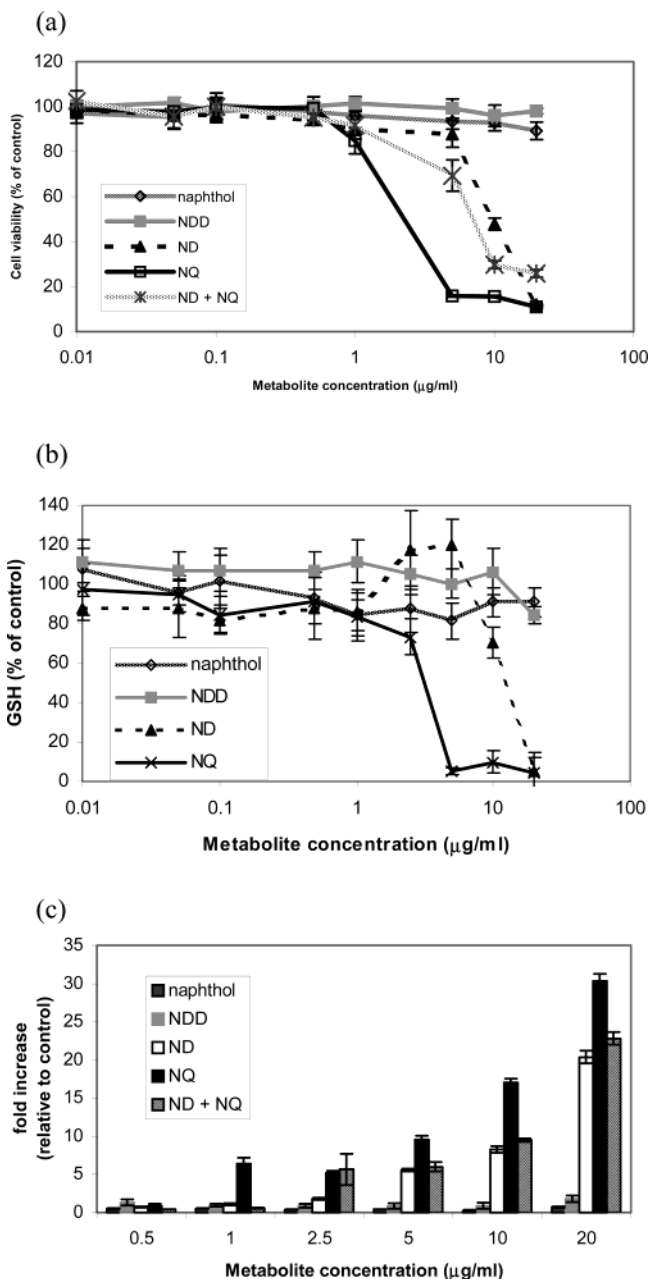 (a)
120
100
80
60
40
20
0
Cell viability (% of control)
naphthol
NDD
ND
NQ
ND + NQ
0.01
0.1
1
10
100
Metabolite concentration (μg/ml)
(b)
140
120
100
80
60
40
20
0
GSH (% of control)
naphthol
NDD
ND
NQ
0.01
0.1
1
10
100
Metabolite concentration (μg/ml)
(c)
35
30
25
20
15
10
5
0
fold increase
(relative to control)
naphthol
NDD
ND
NQ
ND + NQ
0.5
1
2.5
5
10
20
Metabolite concentration (μg/ml)